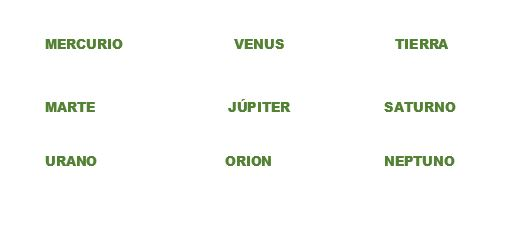 MERCURIO VENUS TIERRA
MARTE JÚPITER SATURNO
URANO ORION NEPTUNO